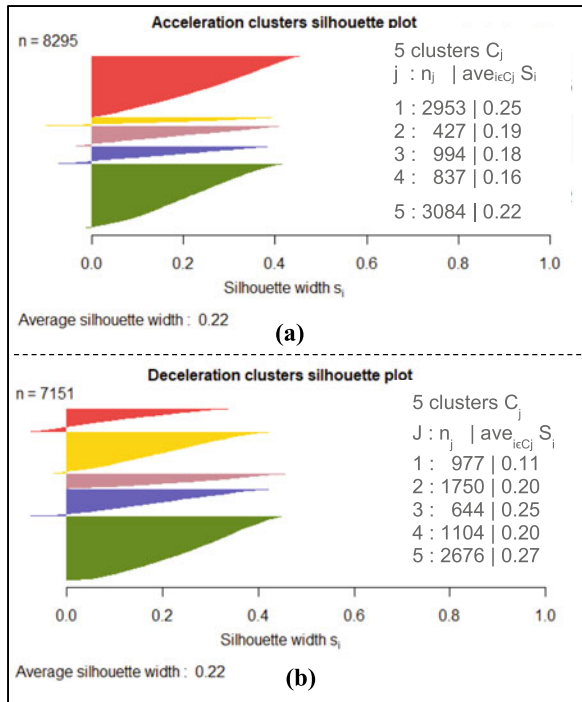 Acceleration clusters silhouette plot
n = 8295
5 clusters Cj
j : nj | aveiϵCj Si
1 : 2953 | 0.25
2 : 427 | 0.19
3 : 994 | 0.18
4 : 837 | 0.16
5 : 3084 | 0.22
0.0 0.2 0.4 0.6 0.8 1.0
Silhouette width si
Average silhouette width : 0.22
(a)
Deceleration clusters silhouette plot
n = 7151
5 clusters Cj
J : nj | aveiϵCj Si
1 : 977 | 0.11
2 : 1750 | 0.20
3 : 644 | 0.25
4 : 1104 | 0.20
5 : 2676 | 0.27
0.0 0.2 0.4 0.6 0.8 1.0
Silhouette width si
Average silhouette width : 0.22
(b)